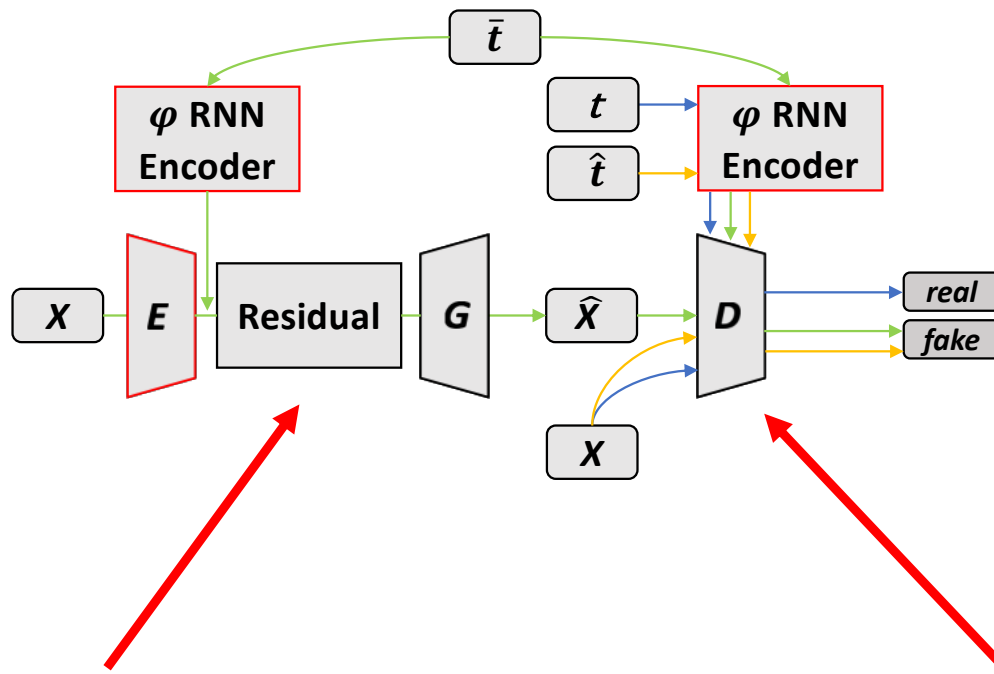 t̄
φ RNN
Encoder
t
t̂
φ RNN
Encoder
X
E
Residual
G
X̂
D
real
fake
X